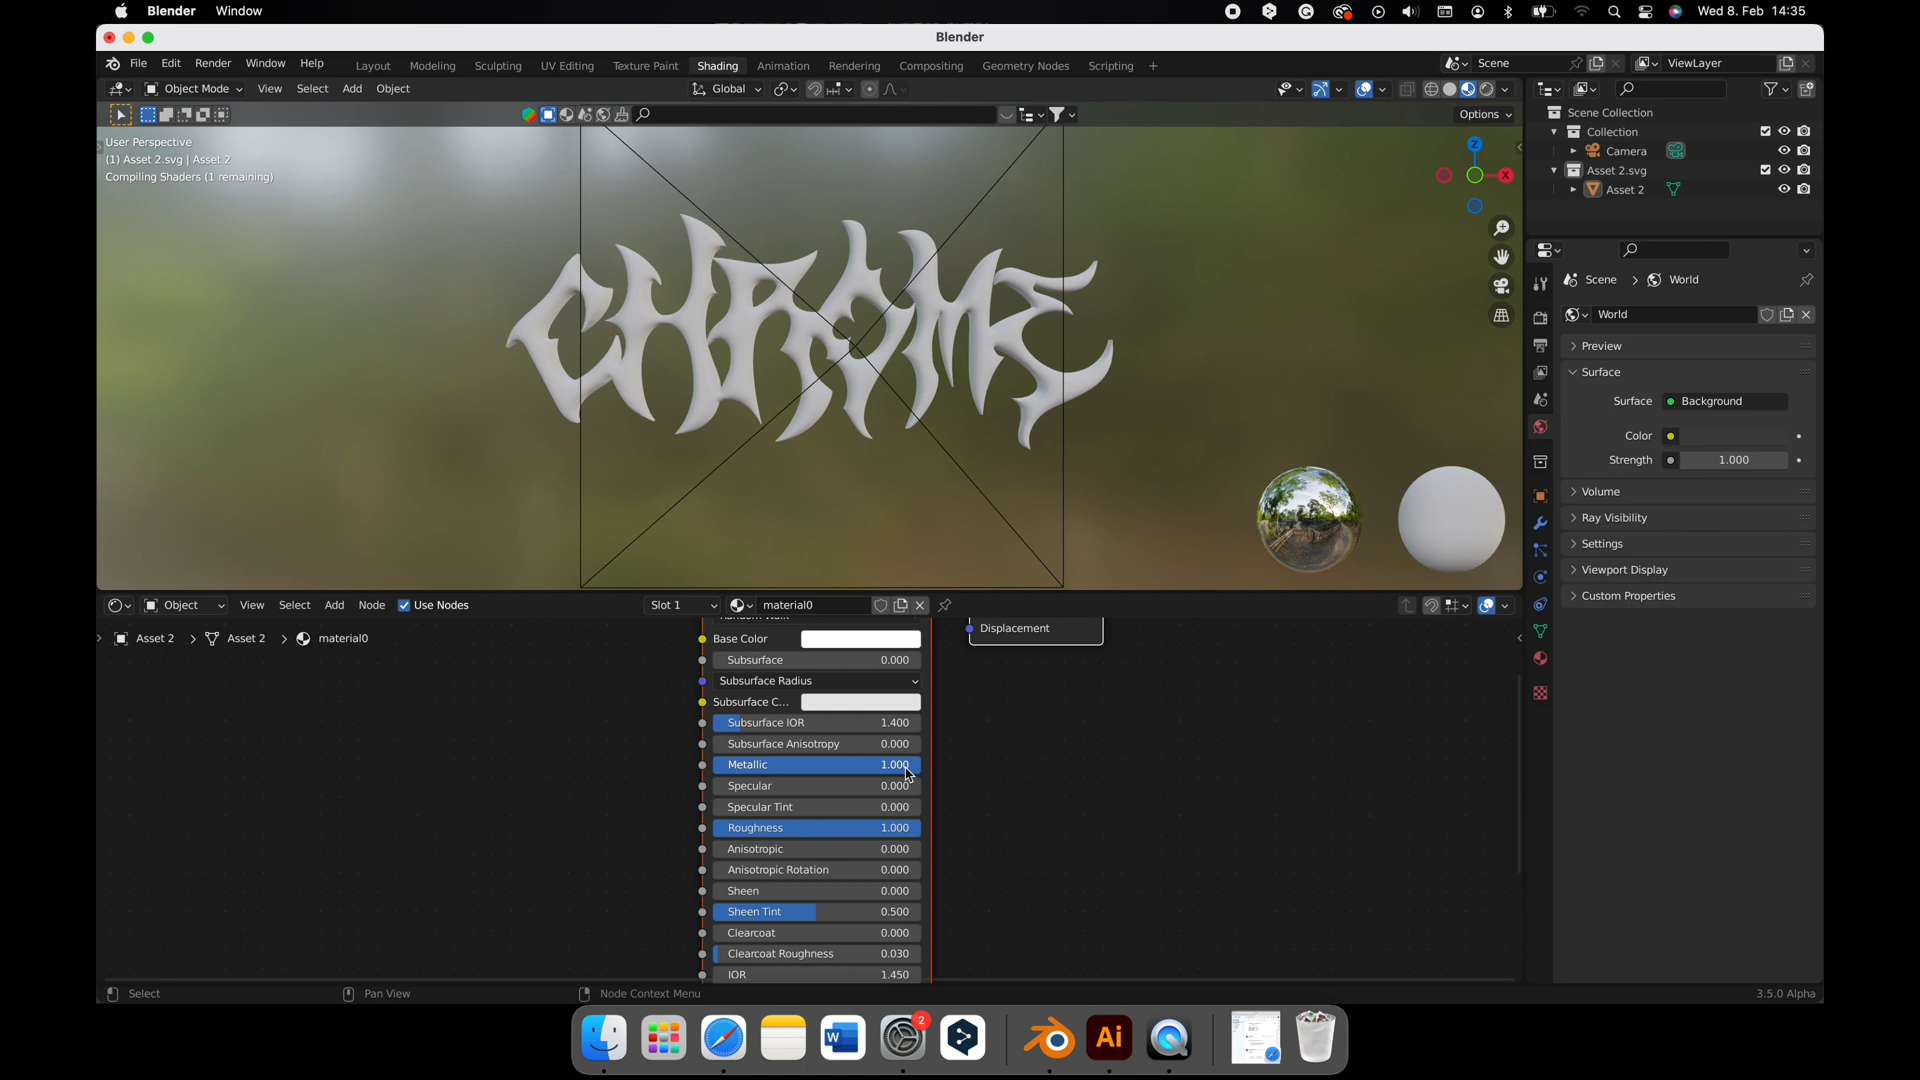 Blender Window Wed 8. Feb 14:35
Blender
File Edit Render Window Help Layout Modeling Sculpting UV Editing Texture Paint Shading Animation Rendering Compositing Geometry Nodes Scripting + Scene ViewLayer
Object Mode View Select Add Object Global
Options
User Perspective
(1) Asset 2.svg | Asset 2
Compiling Shaders (1 remaining)
Z
X
CHROME
Scene Collection
Collection
Camera
Asset 2.svg
Asset 2
Scene > World
World
Preview
Surface
Surface Background
Color
Strength 1.000
Volume
Ray Visibility
Settings
Viewport Display
Custom Properties
Object View Select Add Node Use Nodes Slot 1 material0
Asset 2 > Asset 2 > material0
Random Walk
Displacement
Base Color
Subsurface 0.000
Subsurface Radius
Subsurface C...
Subsurface IOR 1.400
Subsurface Anisotropy 0.000
Metallic 1.000
Specular 0.000
Specular Tint 0.000
Roughness 1.000
Anisotropic 0.000
Anisotropic Rotation 0.000
Sheen 0.000
Sheen Tint 0.500
Clearcoat 0.000
Clearcoat Roughness 0.030
IOR 1.450
Select Pan View Node Context Menu 3.5.0 Alpha
W 2 Ai